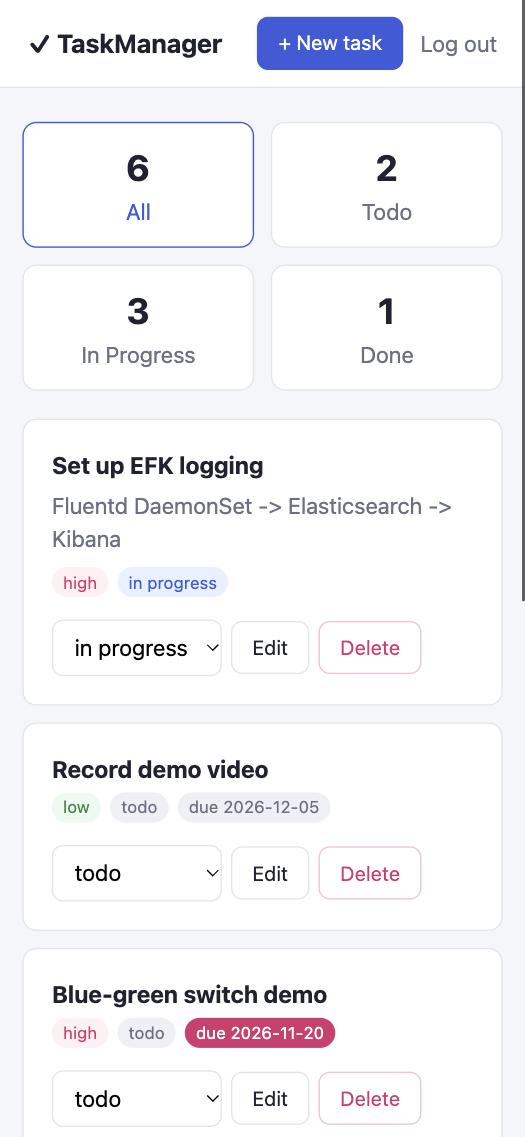 ✓ TaskManager
+ New task
Log out
6
All
2
Todo
3
In Progress
1
Done
Set up EFK logging
Fluentd DaemonSet -> Elasticsearch ->
Kibana
high in progress
in progress Edit Delete
Record demo video
low todo due 2026-12-05
todo Edit Delete
Blue-green switch demo
high todo due 2026-11-20
todo Edit Delete